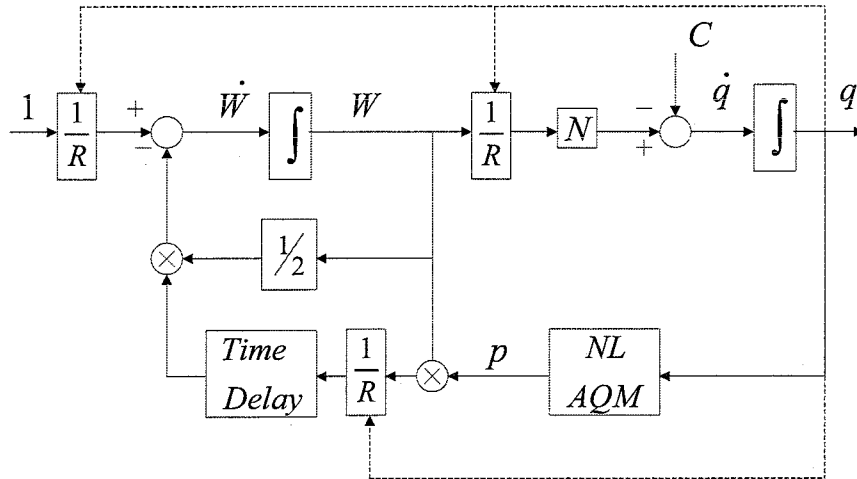 C
1
1/R
+
−
Ẇ
∫
W
1/R
N
−
+
q̇
∫
q
×
1/2
Time
Delay
1/R
×
p
NL
AQM